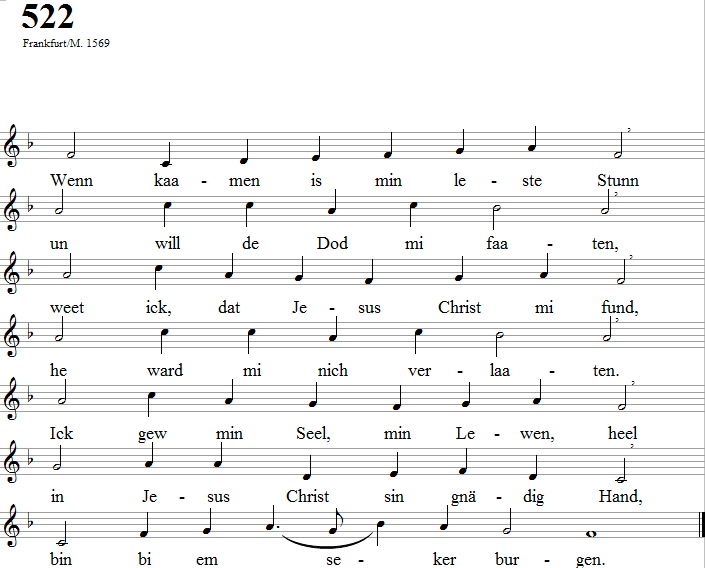 522
Frankfurt/M. 1569
Wenn kaa - men is min le - ste Stunn
un will de Dod mi faa - ten,
weet ick, dat Je - sus Christ mi fund,
he ward mi nich ver - laa - ten.
Ick gew min Seel, min Le - wen, heel
in Je - sus Christ sin gnä - dig Hand,
bin bi em se - ker bur - gen.